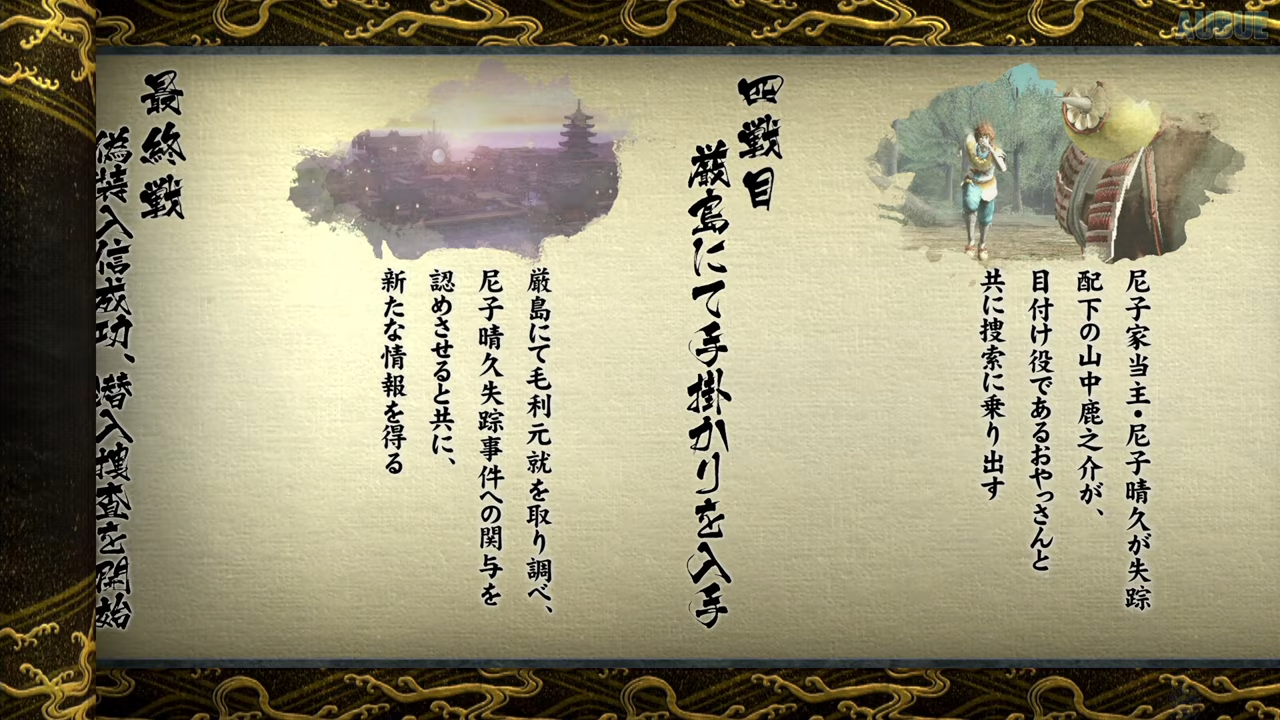 尼子家当主・尼子晴久が失踪
配下の山中鹿之介が、
目付け役であるおやっさんと
共に捜索に乗り出す
四戦目
厳島にて手掛かりを入手
厳島にて毛利元就を取り調べ、
尼子晴久失踪事件への関与を
認めさせると共に、
新たな情報を得る
最終戦
偽装入信成功、潜入捜査を開始